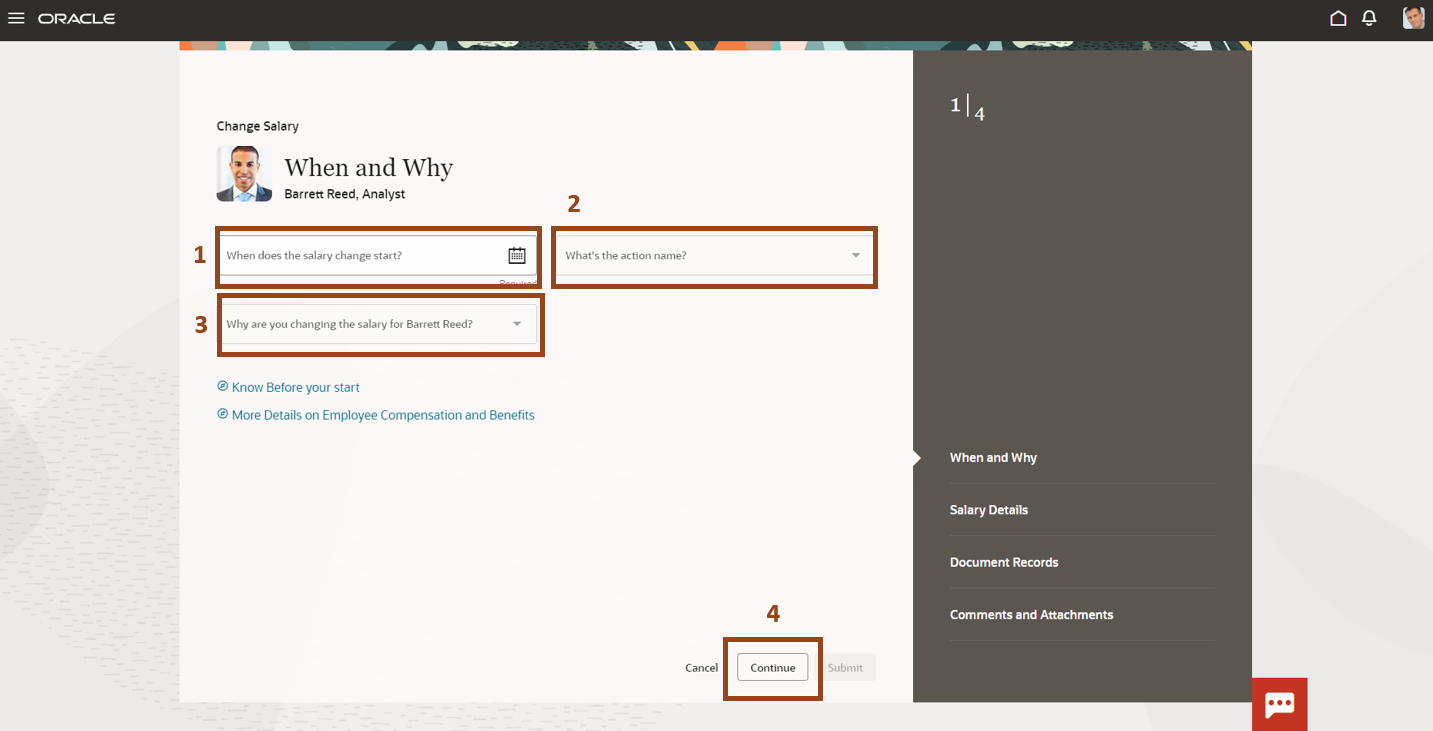 ORACLE
1
4
Change Salary
When and Why
Barrett Reed, Analyst
2
1
When does the salary change start?
What's the action name?
Required
3
Why are you changing the salary for Barrett Reed?
Know Before your start
More Details on Employee Compensation and Benefits
When and Why
Salary Details
Document Records
Comments and Attachments
4
Cancel
Continue
Submit